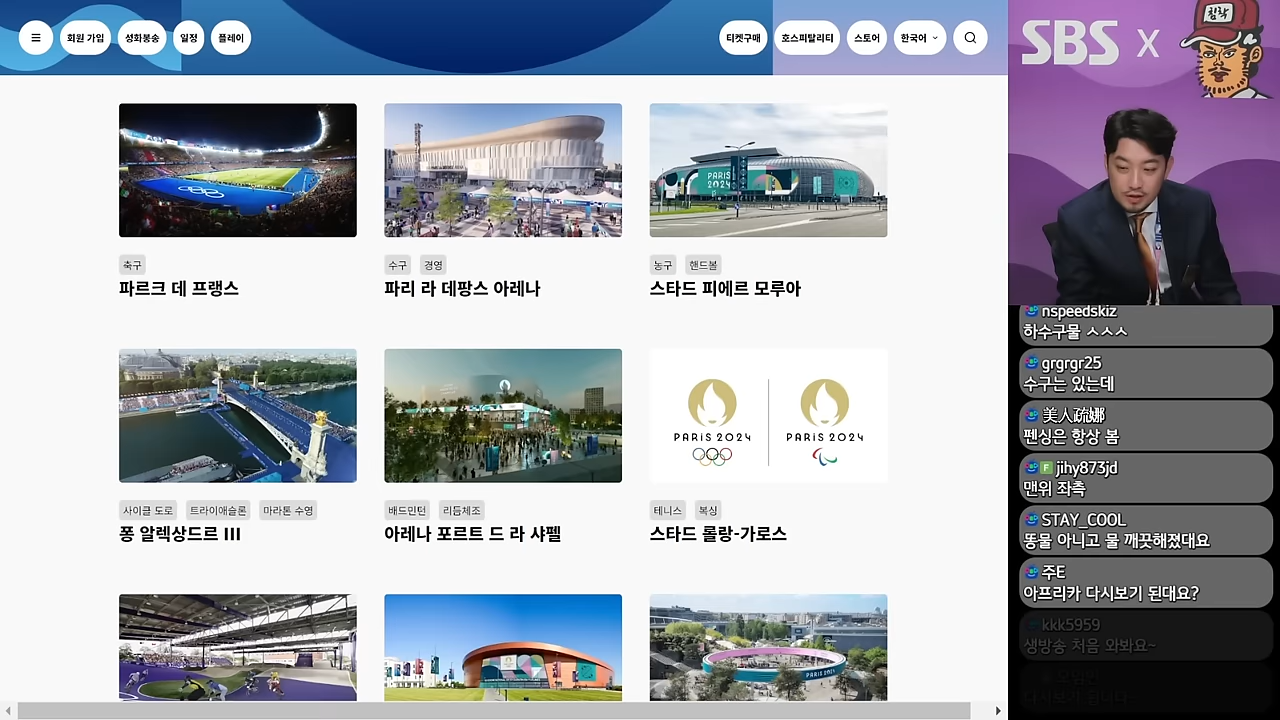 회원 가입
성화봉송
일정
플레이
티켓구매
호스피탈리티
스토어
한국어
SBS X
침착
축구
파르크 데 프랭스
수구 경영
파리 라 데팡스 아레나
PARIS 2024
농구 핸드볼
스타드 피에르 모루아
사이클 도로 트라이애슬론 마라톤 수영
퐁 알렉상드르 III
배드민턴 리듬체조
아레나 포르트 드 라 샤펠
PARIS 2024 PARIS 2024
테니스 복싱
스타드 롤랑-가로스
PARIS 2024
nspeedskiz
하수구물 ㅅㅅㅅ
grgrgr25
수구는 있는데
美人疏娜
펜싱은 항상 봄
F jihy873jd
맨위 좌측
STAY_COOL
똥물 아니고 물 깨끗해졌대요
주E
아프리카 다시보기 된대요?
kkk5959
생방송 처음 와봐요~